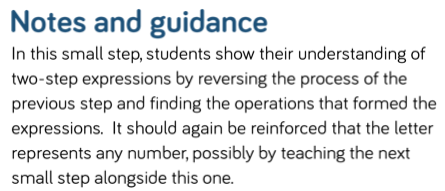 Notes and guidance
In this small step, students show their understanding of
two-step expressions by reversing the process of the
previous step and finding the operations that formed the
expressions.  It should again be reinforced that the letter
represents any number, possibly by teaching the next
small step alongside this one.